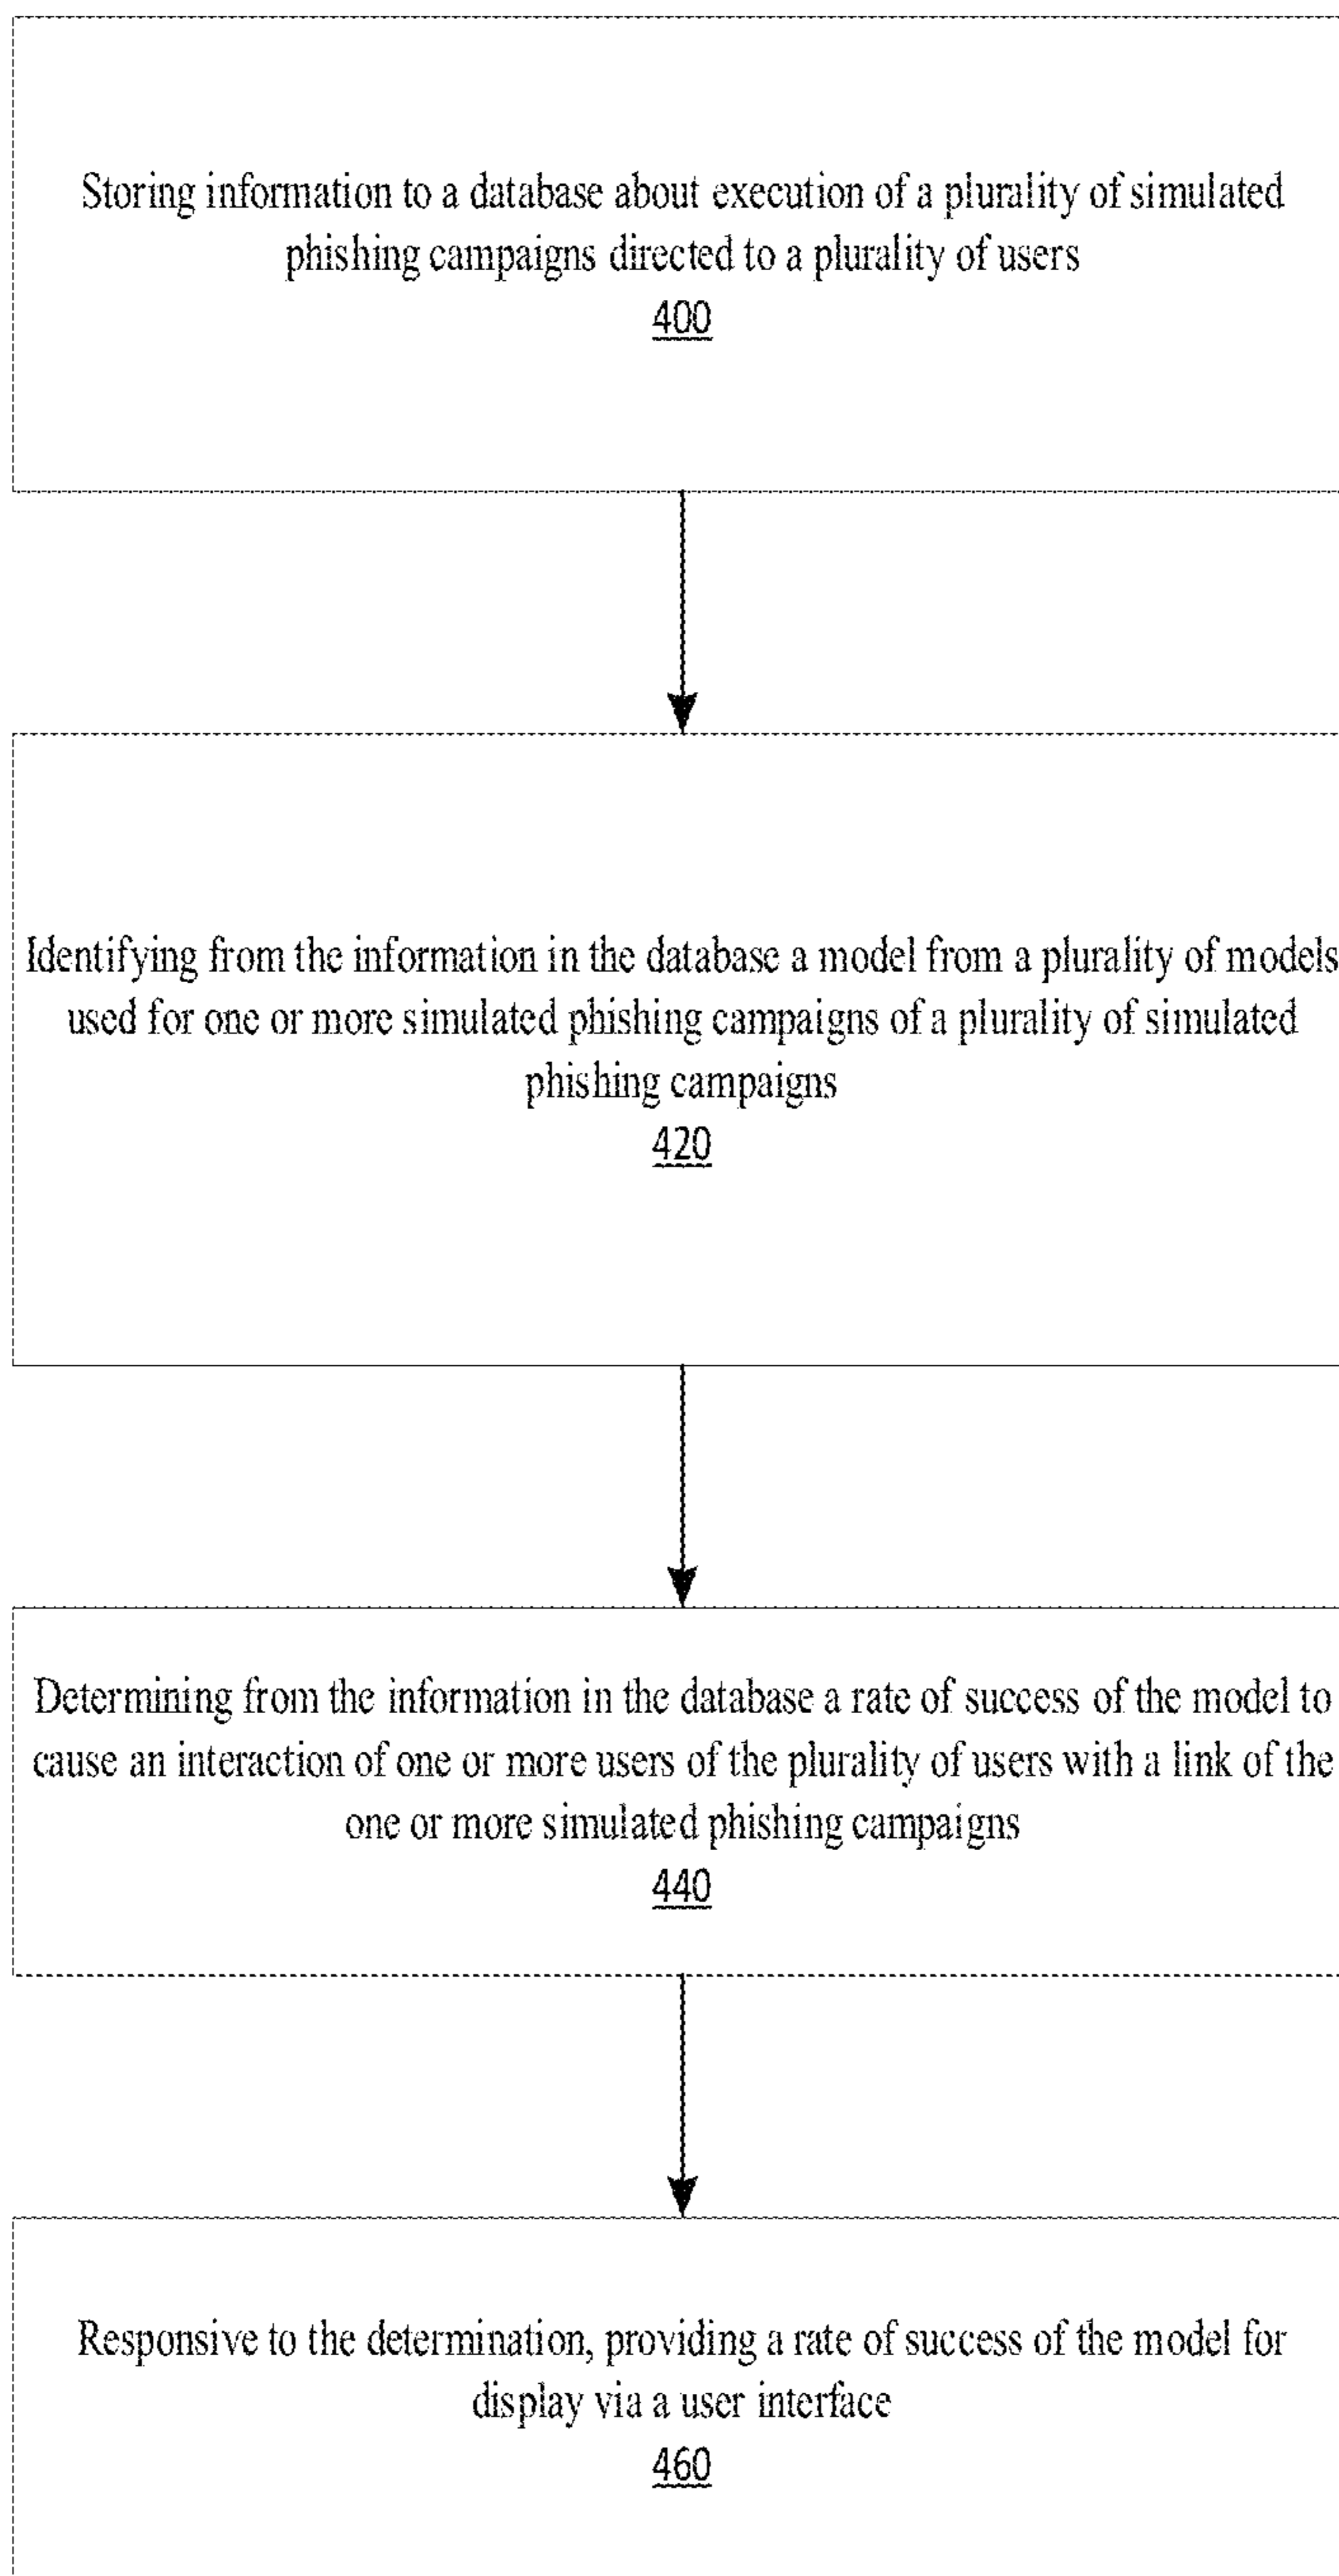 Storing information to a database about execution of a plurality of simulated
phishing campaigns directed to a plurality of users
400
Identifying from the information in the database a model from a plurality of models
used for one or more simulated phishing campaigns of a plurality of simulated
phishing campaigns
420
Determining from the information in the database a rate of success of the model to
cause an interaction of one or more users of the plurality of users with a link of the
one or more simulated phishing campaigns
440
Responsive to the determination, providing a rate of success of the model for
display via a user interface
460